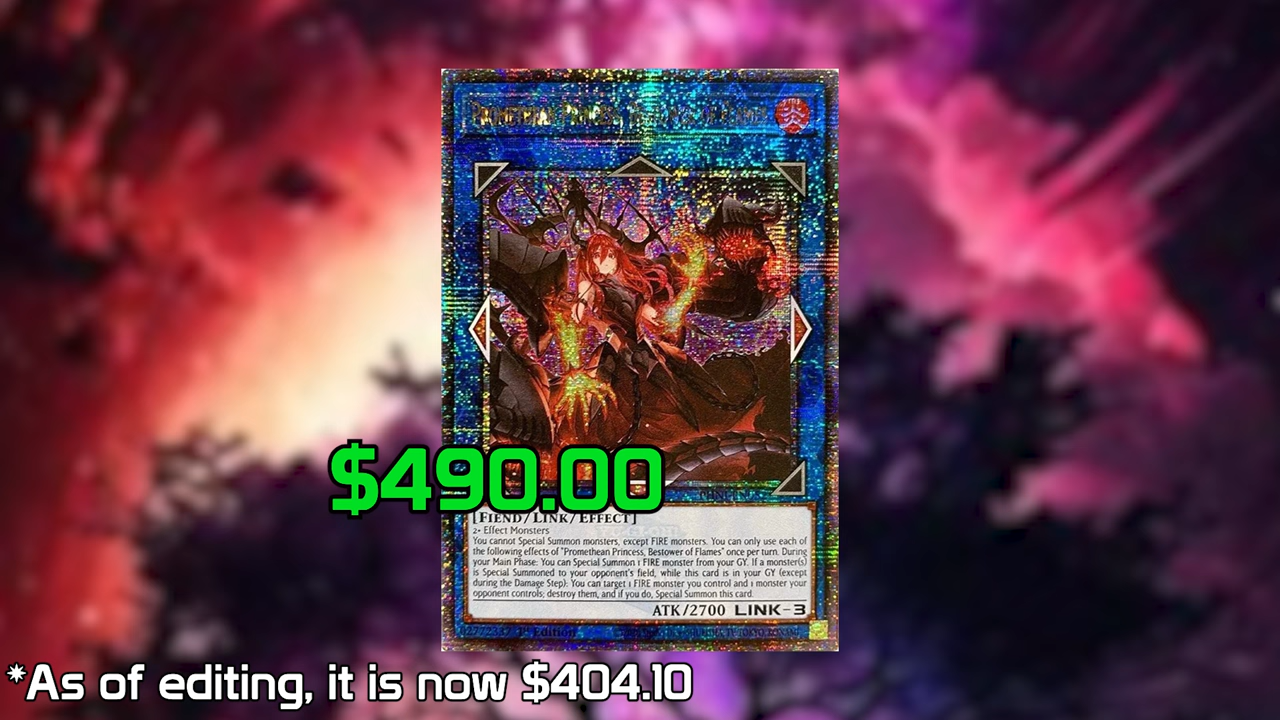 炎
$490.00
[FIEND/LINK/EFFECT]
2+ Effect Monsters
You cannot Special Summon monsters, except FIRE monsters. You can only use each of
the following effects of "Promethean Princess, Bestower of Flames" once per turn. During
your Main Phase: You can Special Summon 1 FIRE monster from your GY. If a monster(s)
is Special Summoned to your opponent's field, while this card is in your GY (except
during the Damage Step): You can target 1 FIRE monster you control and 1 monster your
opponent controls; destroy them, and if you do, Special Summon this card.
ATK/2700 LINK-3
1st Edition
*As of editing, it is now $404.10